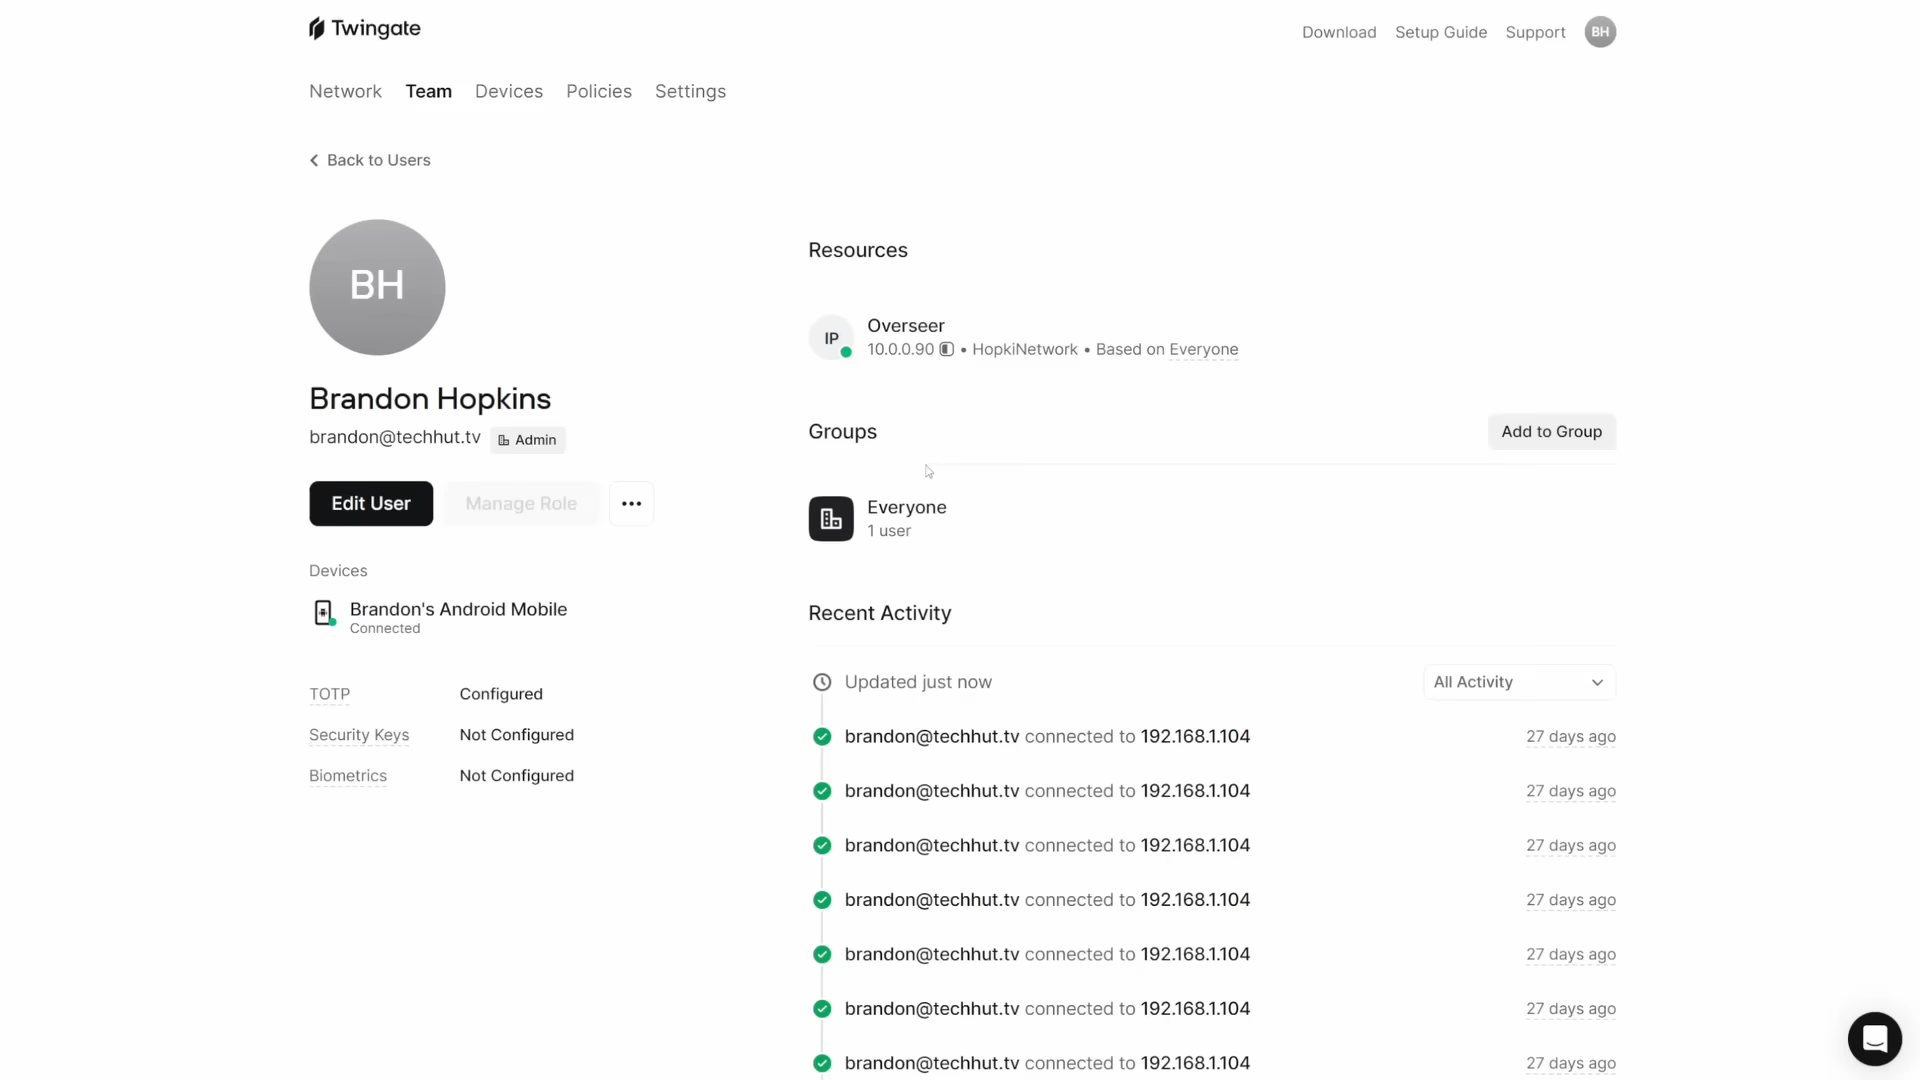 Twingate
Download Setup Guide Support BH
Network Team Devices Policies Settings
Back to Users
BH
Brandon Hopkins
brandon@techhut.tv Admin
Edit User Manage Role
Devices
Brandon's Android Mobile
Connected
TOTP Configured
Security Keys Not Configured
Biometrics Not Configured
Resources
IP Overseer
10.0.0.90 • HopkiNetwork • Based on Everyone
Groups Add to Group
Everyone
1 user
Recent Activity
Updated just now All Activity
brandon@techhut.tv connected to 192.168.1.104 27 days ago
brandon@techhut.tv connected to 192.168.1.104 27 days ago
brandon@techhut.tv connected to 192.168.1.104 27 days ago
brandon@techhut.tv connected to 192.168.1.104 27 days ago
brandon@techhut.tv connected to 192.168.1.104 27 days ago
brandon@techhut.tv connected to 192.168.1.104 27 days ago
brandon@techhut.tv connected to 192.168.1.104 27 days ago